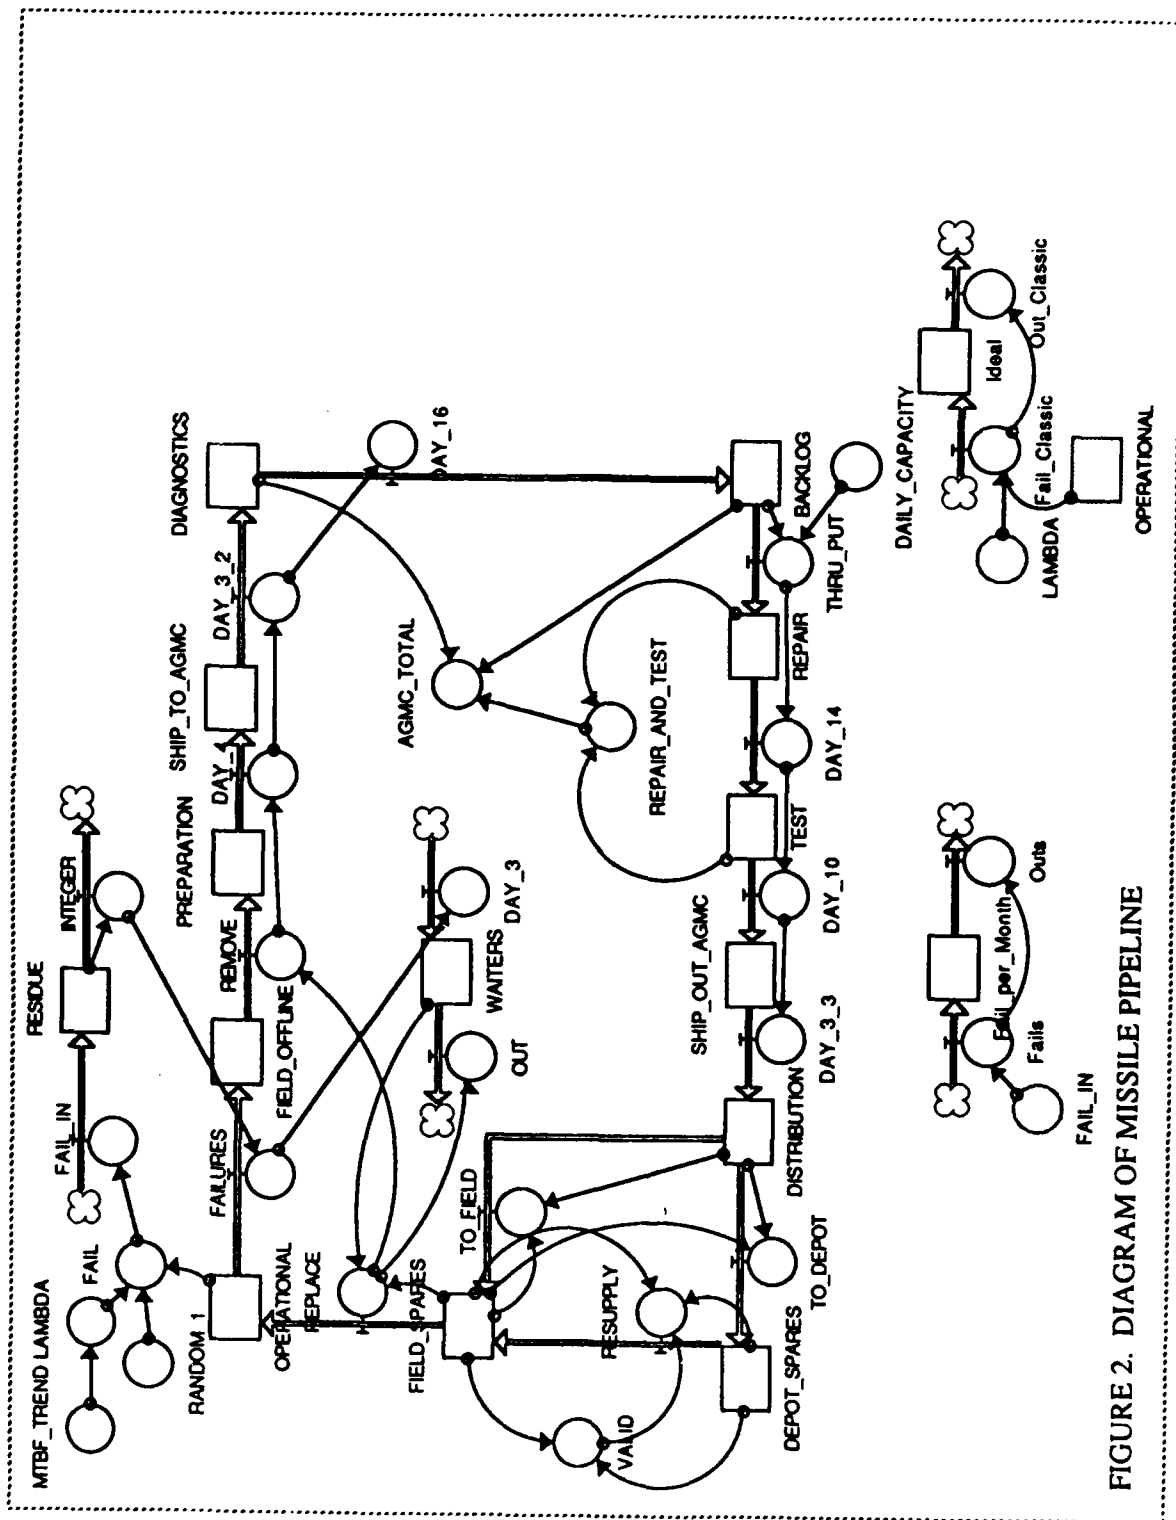 MTBF_TREND LAMBDA
FAIL
RANDOM 1
FAIL_IN
RESIDUE
INTEGER
OPERATIONAL
FAILURES
FIELD_OFFLINE
REMOVE
PREPARATION
DAY_4
SHIP_TO_AGMC
DAY_3_2
DIAGNOSTICS
DAY_16
REPLACE
FIELD_SPARES
OUT
WAITERS
DAY_3
AGMC_TOTAL
TO_FIELD
REPAIR_AND_TEST
VALID
RESUPPLY
DEPOT_SPARES
TO_DEPOT
DISTRIBUTION
SHIP_OUT_AGMC
DAY_3_3
DAY_10
TEST
DAY_14
REPAIR
THRU_PUT
BACKLOG
DAILY_CAPACITY
FAIL_IN
Fails
Fail_per_Month
Outs
LAMBDA
Fail_Classic
Ideal
Out_Classic
OPERATIONAL
FIGURE 2. DIAGRAM OF MISSILE PIPELINE